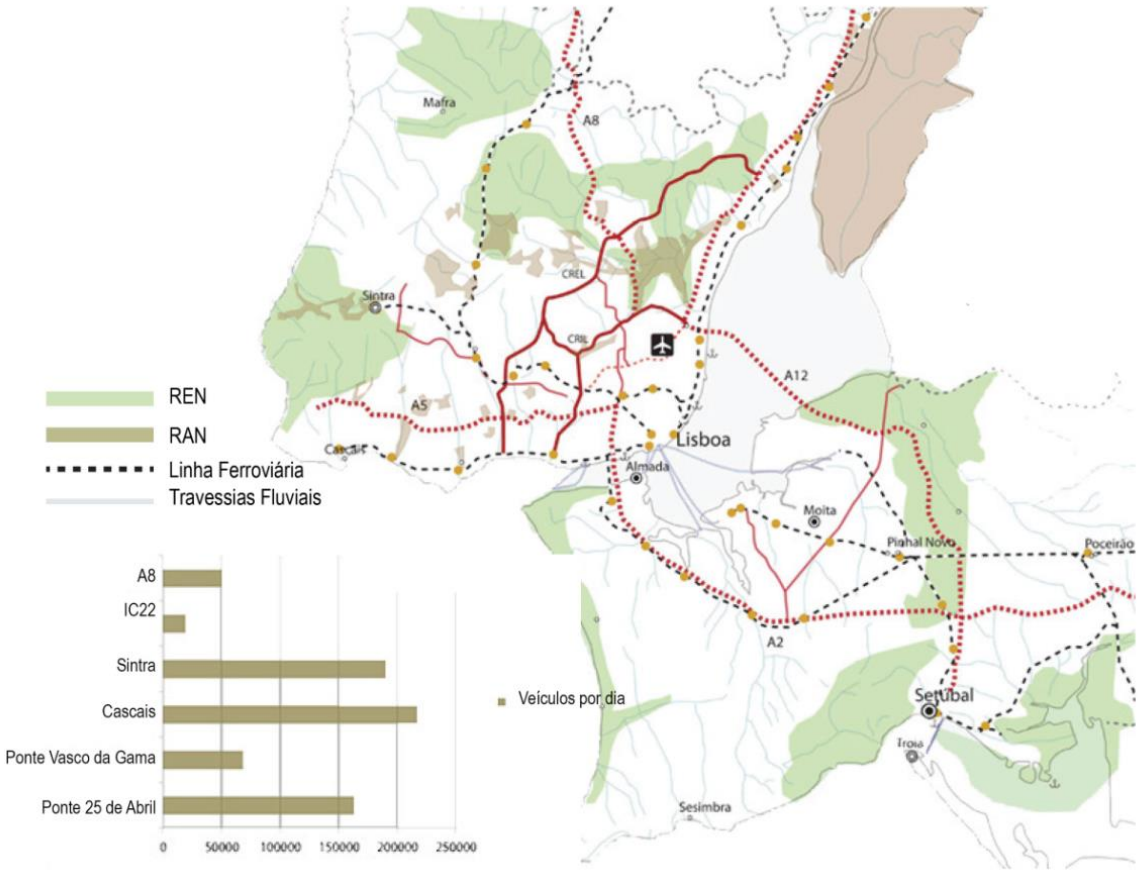 Mafra
A8
CREL
Sintra
CRIL
A12
A5
Lisboa
Cascais
Almada
Moita
Pinhal Novo
Poceirão
A2
Setúbal
Troia
Sesimbra
REN
RAN
Linha Ferroviária
Travessias Fluviais
A8
IC22
Sintra
Cascais
Ponte Vasco da Gama
Ponte 25 de Abril
Veículos por dia
0 50000 100000 150000 200000 250000